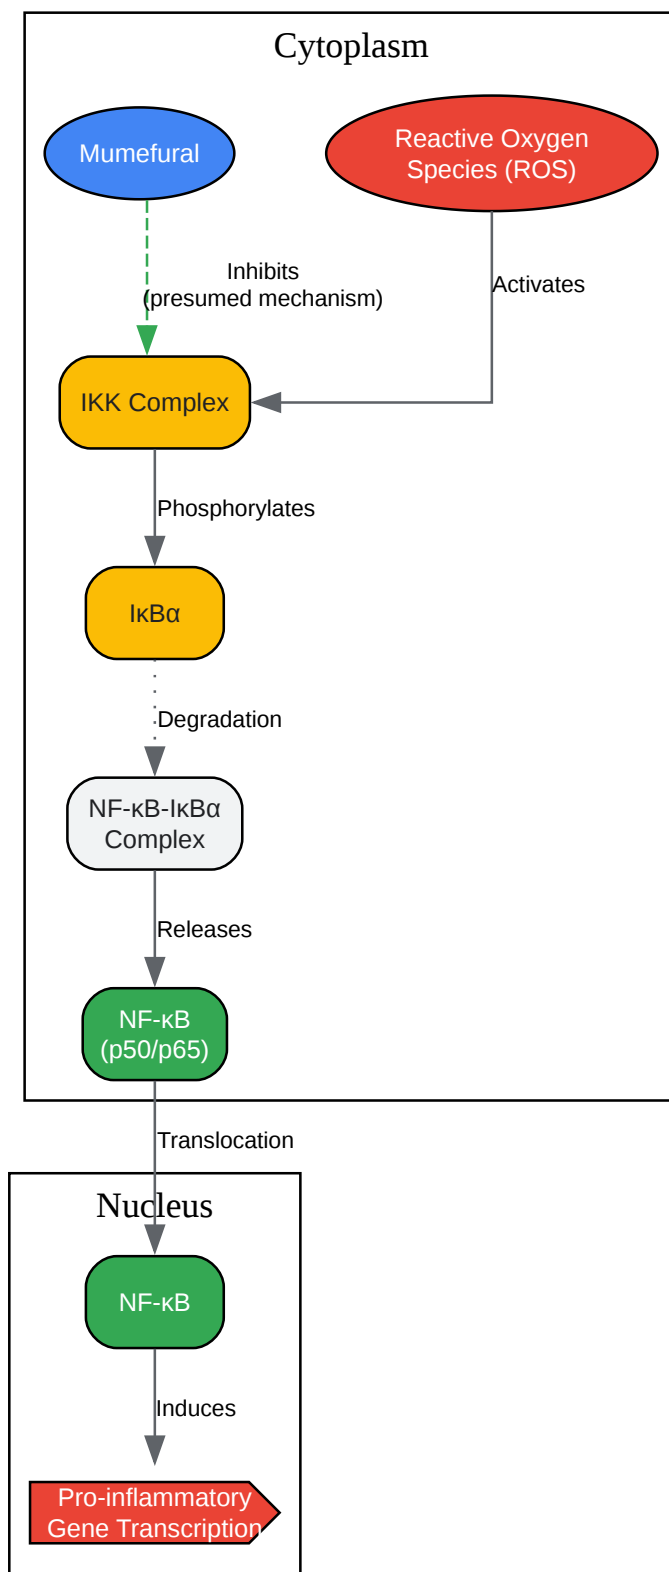 Cytoplasm
Mumefural
Reactive Oxygen
Species (ROS)
Inhibits
(presumed mechanism)
Activates
IKK Complex
Phosphorylates
IκBα
Degradation
NF-κB-IκBα
Complex
Releases
NF-κB
(p50/p65)
Translocation
Nucleus
NF-κB
Induces
Pro-inflammatory
Gene Transcription